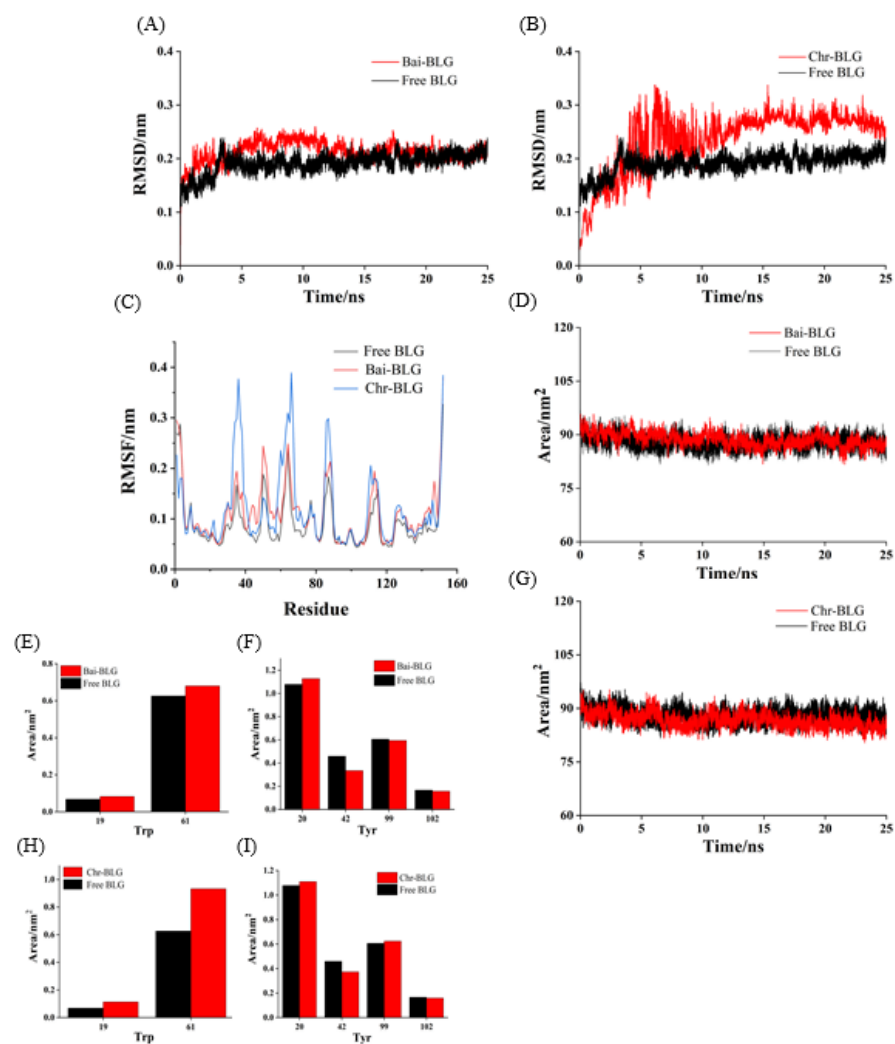 (A)
0.4
0.3
0.2
0.1
0.0
RMSD/nm
Bai-BLG
Free BLG
0
5
10
15
20
25
Time/ns
(B)
0.4
0.3
0.2
0.1
0.0
RMSD/nm
Chr-BLG
Free BLG
0
5
10
15
20
25
Time/ns
(C)
0.4
0.3
0.2
0.1
0.0
RMSF/nm
Free BLG
Bai-BLG
Chr-BLG
0
40
80
120
160
Residue
(D)
120
105
90
75
60
Area/nm²
Bai-BLG
Free BLG
0
5
10
15
20
25
Time/ns
(G)
120
105
90
75
60
Area/nm²
Chr-BLG
Free BLG
0
5
10
15
20
25
Time/ns
(E)
0.8
0.6
0.4
0.2
0.0
Area/nm²
Bai-BLG
Free BLG
19
61
Trp
(F)
1.2
1.0
0.8
0.6
0.4
0.2
0.0
Area/nm²
Bai-BLG
Free BLG
20
42
99
102
Tyr
(H)
1.0
0.8
0.6
0.4
0.2
0.0
Area/nm²
Chr-BLG
Free BLG
19
61
Trp
(I)
1.2
1.0
0.8
0.6
0.4
0.2
0.0
Area/nm²
Chr-BLG
Free BLG
20
42
99
102
Tyr